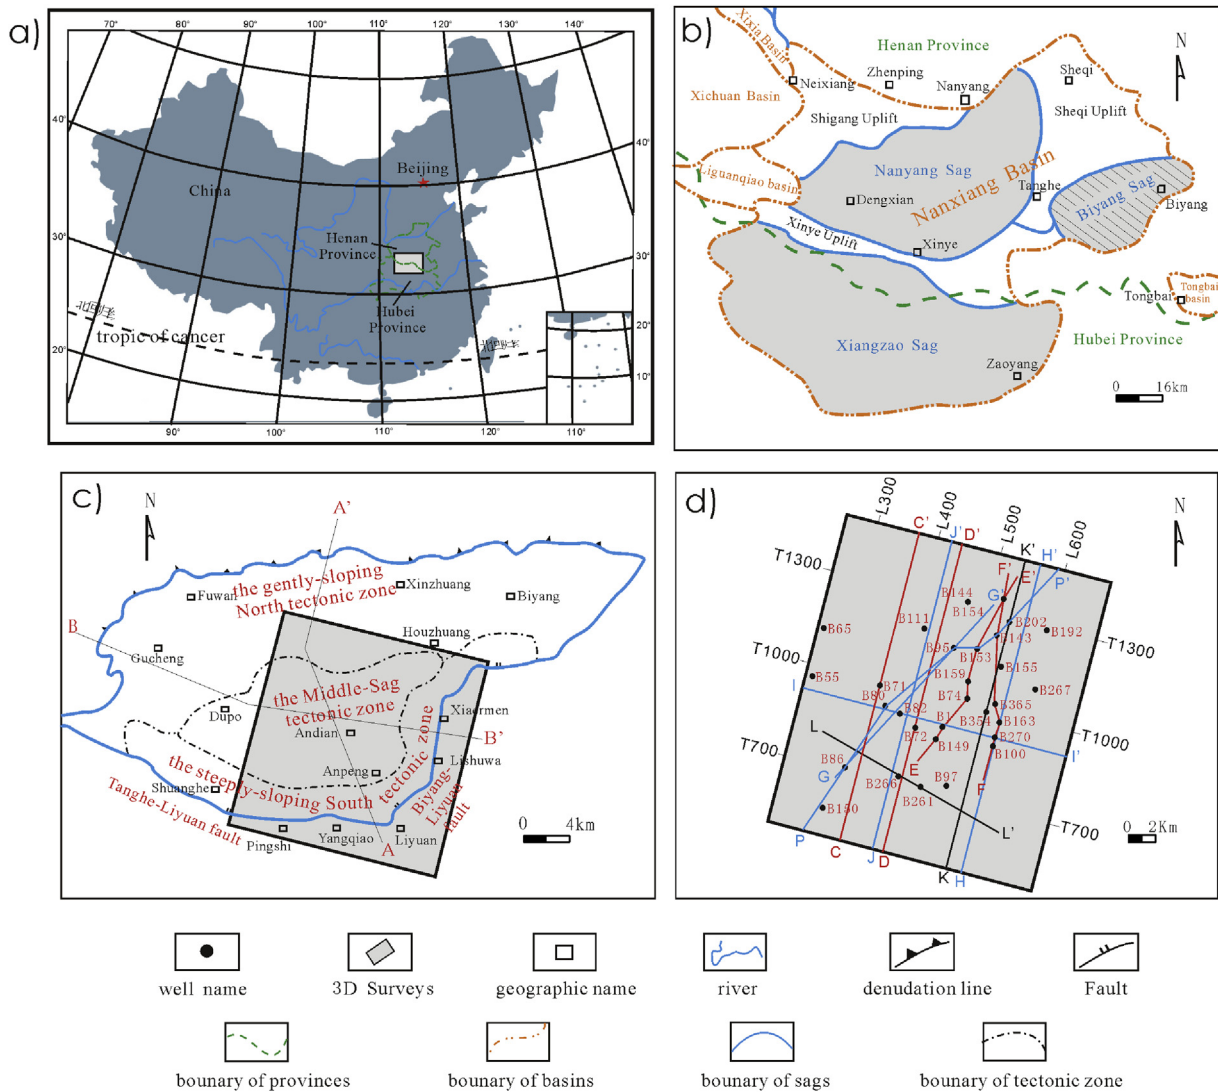 a)
70°
80°
90°
100°
110°
120°
130°
140°
40°
30°
20°
40°
30°
20°
10°
90°
100°
110°
120°
110°
China
Beijing
Henan
Province
Hubei
Province
tropic of cancer
b)
N
Xixia Basin
Henan Province
Zhenping
Neixiang
Nanyang
Sheqi
Xichuan Basin
Shigang Uplift
Sheqi Uplift
Liguanqiao basin
Nanyang Sag
Nanxiang Basin
Dengxian
Tanghe
Biyang Sag
Biyang
Xinye Uplift
Xinye
Tongbai
basin
Tongbai
Xiangzao Sag
Hubei Province
Zaoyang
0 16km
c)
N
A'
the gently-sloping
North tectonic zone
Fuwan
Xinzhuang
Biyang
B
Houzhuang
Gucheng
the Middle-Sag
tectonic zone
Dupo
Andian
Xiaermen
B'
Anpeng
Lishuwa
the steeply-sloping South tectonic zone
Shuanghe
Tanghe-Liyuan fault
Biyang-
Liyuan
fault
Pingshi
Yangqiao
A
Liyuan
0 4km
d)
N
L300
L400
L500
L600
C'
J'
D'
K'
H'
F'
E'
P'
G'
T1300
T1000
T700
T1300
T1000
T700
B144
B154
B111
B65
B202
B143
B192
B95
B153
B155
B159
B55
B71
B80
B74
B267
B365
I
B82
B354
B163
B1
B72
B270
L
B149
B100
I'
B86
E
G
B266
B97
F
B261
B150
L'
P
C
J
D
K
H
0 2Km
well name
3D Surveys
geographic name
river
denudation line
Fault
bounary of provinces
bounary of basins
bounary of sags
bounary of tectonic zone